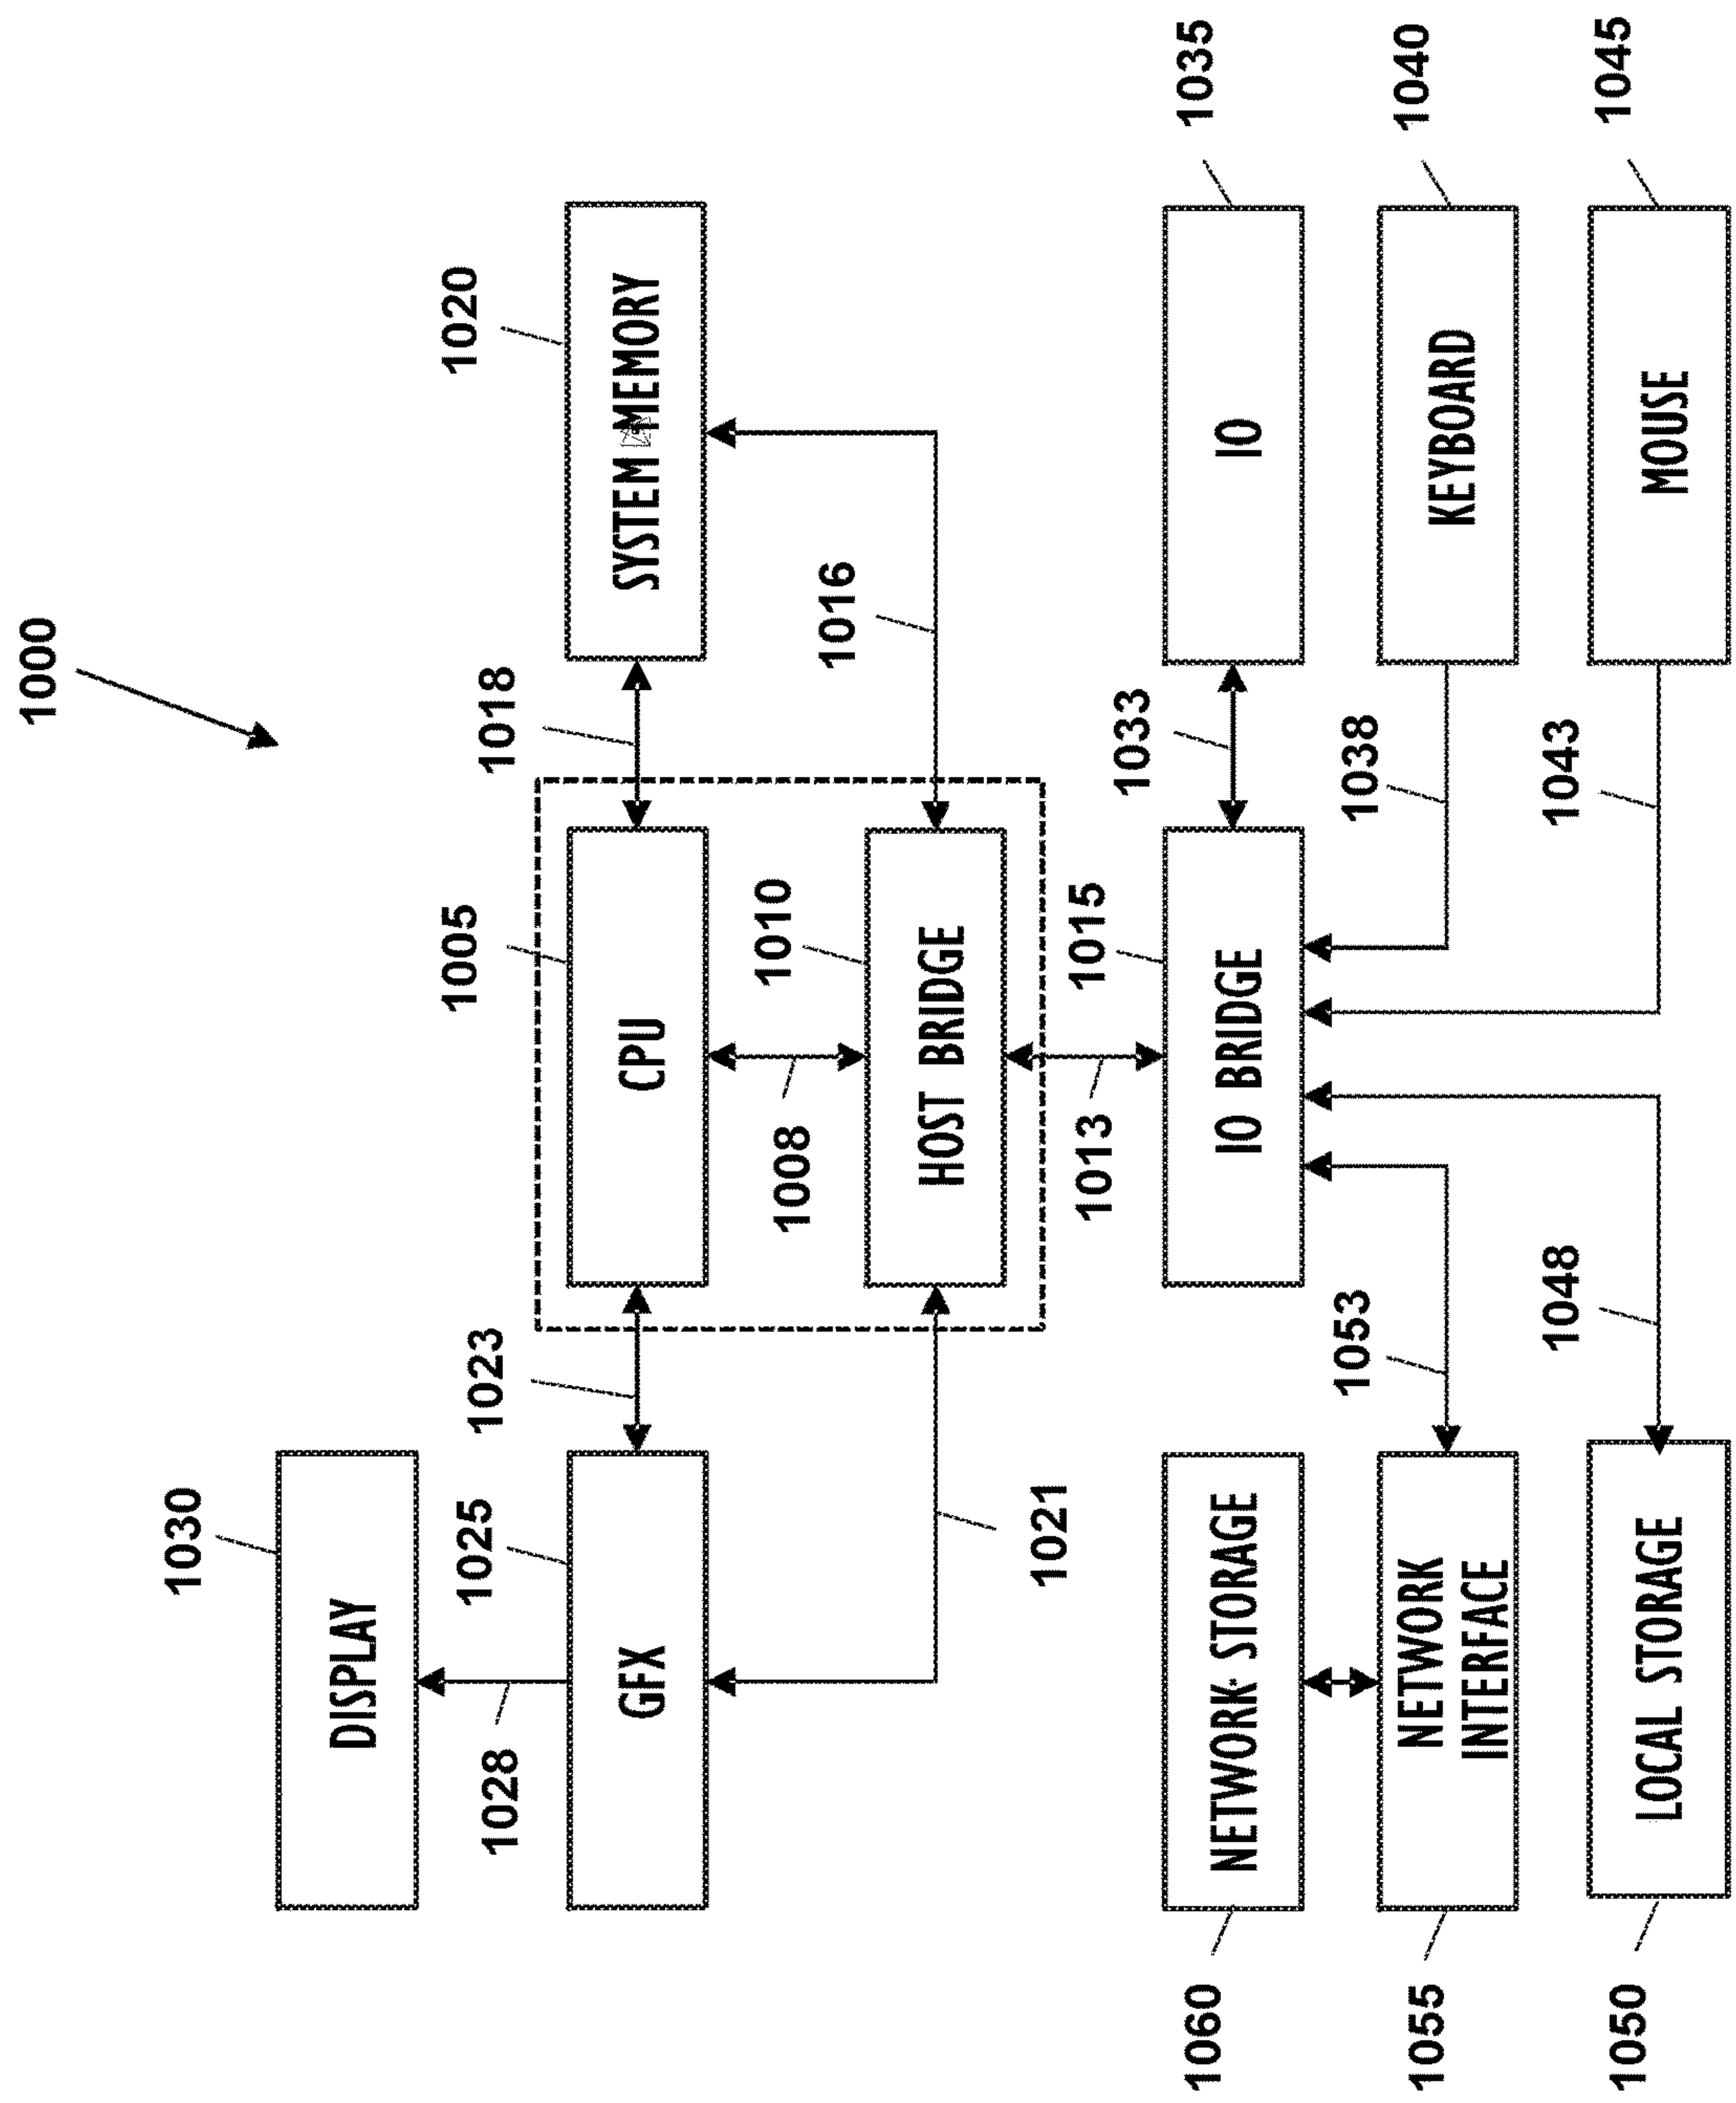 1000
1030
DISPLAY
1028
1005
1020
1025
1023
1018
GFX
CPU
SYSTEM MEMORY
1008
1010
1016
HOST BRIDGE
1021
1013
1015
1033
1035
1060
NETWORK STORAGE
IO BRIDGE
IO
1053
1038
1040
1055
NETWORK
INTERFACE
KEYBOARD
1048
1043
1045
1050
LOCAL STORAGE
MOUSE